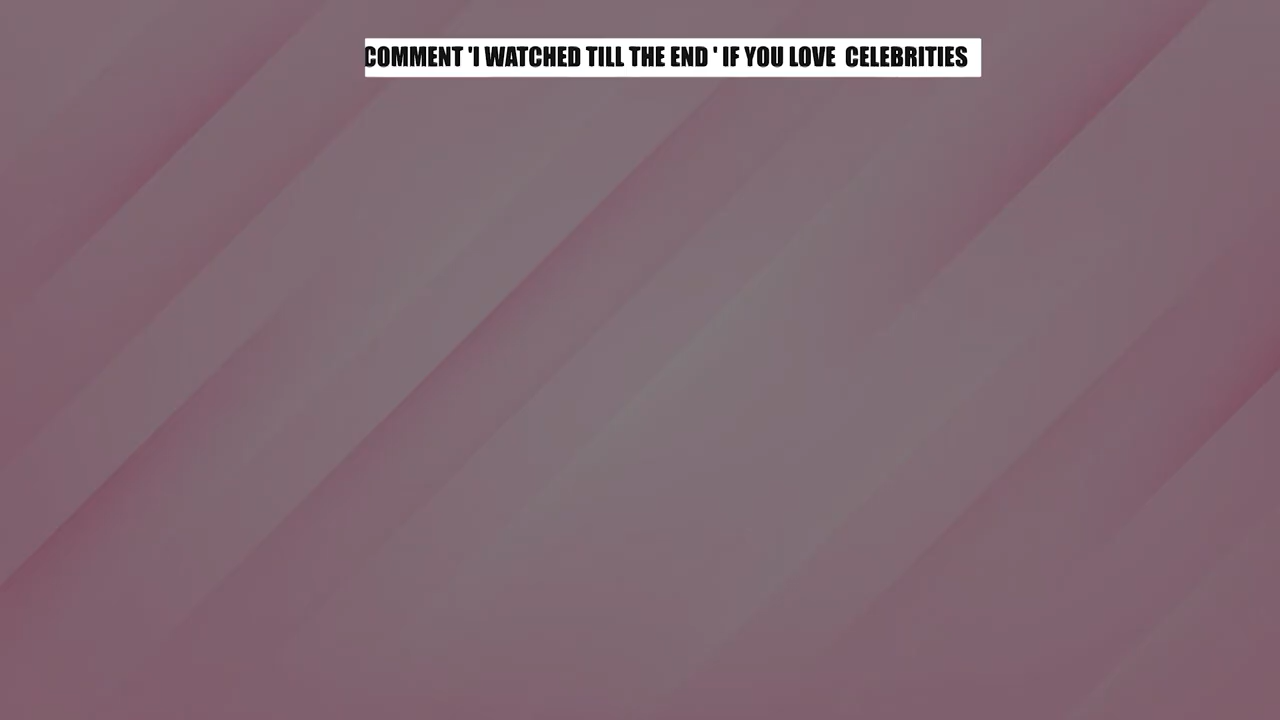 COMMENT 'I WATCHED TILL THE END ' IF YOU LOVE  CELEBRITIES